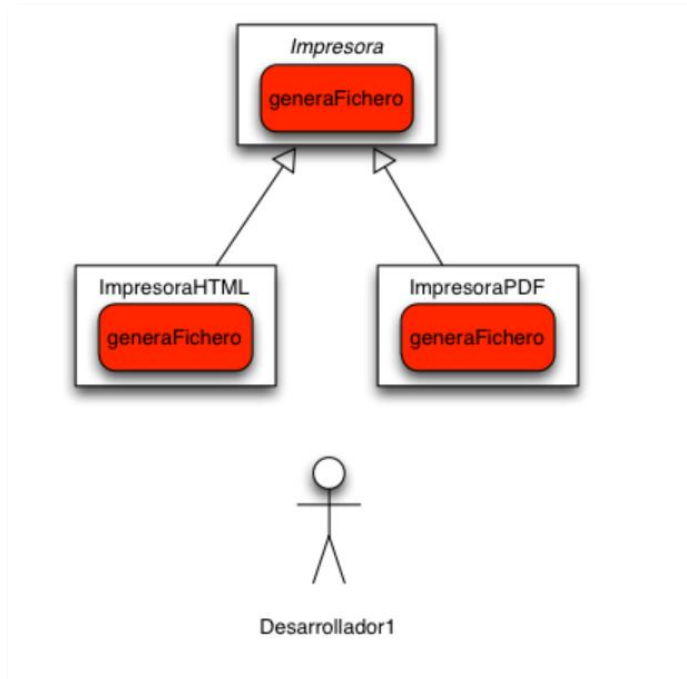 Impresora
generaFichero
ImpresoraHTML
generaFichero
ImpresoraPDF
generaFichero
Desarrollador1